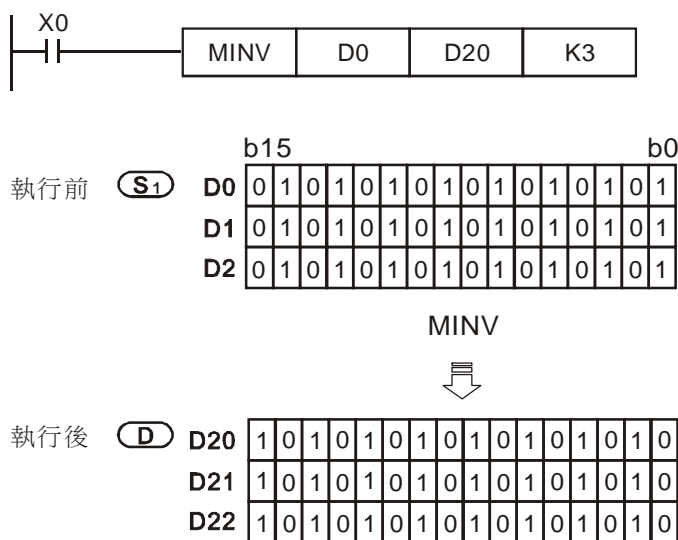 X0
MINV D0 D20 K3
b15 b0
執行前 S1 D0 0 1 0 1 0 1 0 1 0 1 0 1 0 1 0 1
D1 0 1 0 1 0 1 0 1 0 1 0 1 0 1 0 1
D2 0 1 0 1 0 1 0 1 0 1 0 1 0 1 0 1
MINV
執行後 D D20 1 0 1 0 1 0 1 0 1 0 1 0 1 0 1 0
D21 1 0 1 0 1 0 1 0 1 0 1 0 1 0 1 0
D22 1 0 1 0 1 0 1 0 1 0 1 0 1 0 1 0